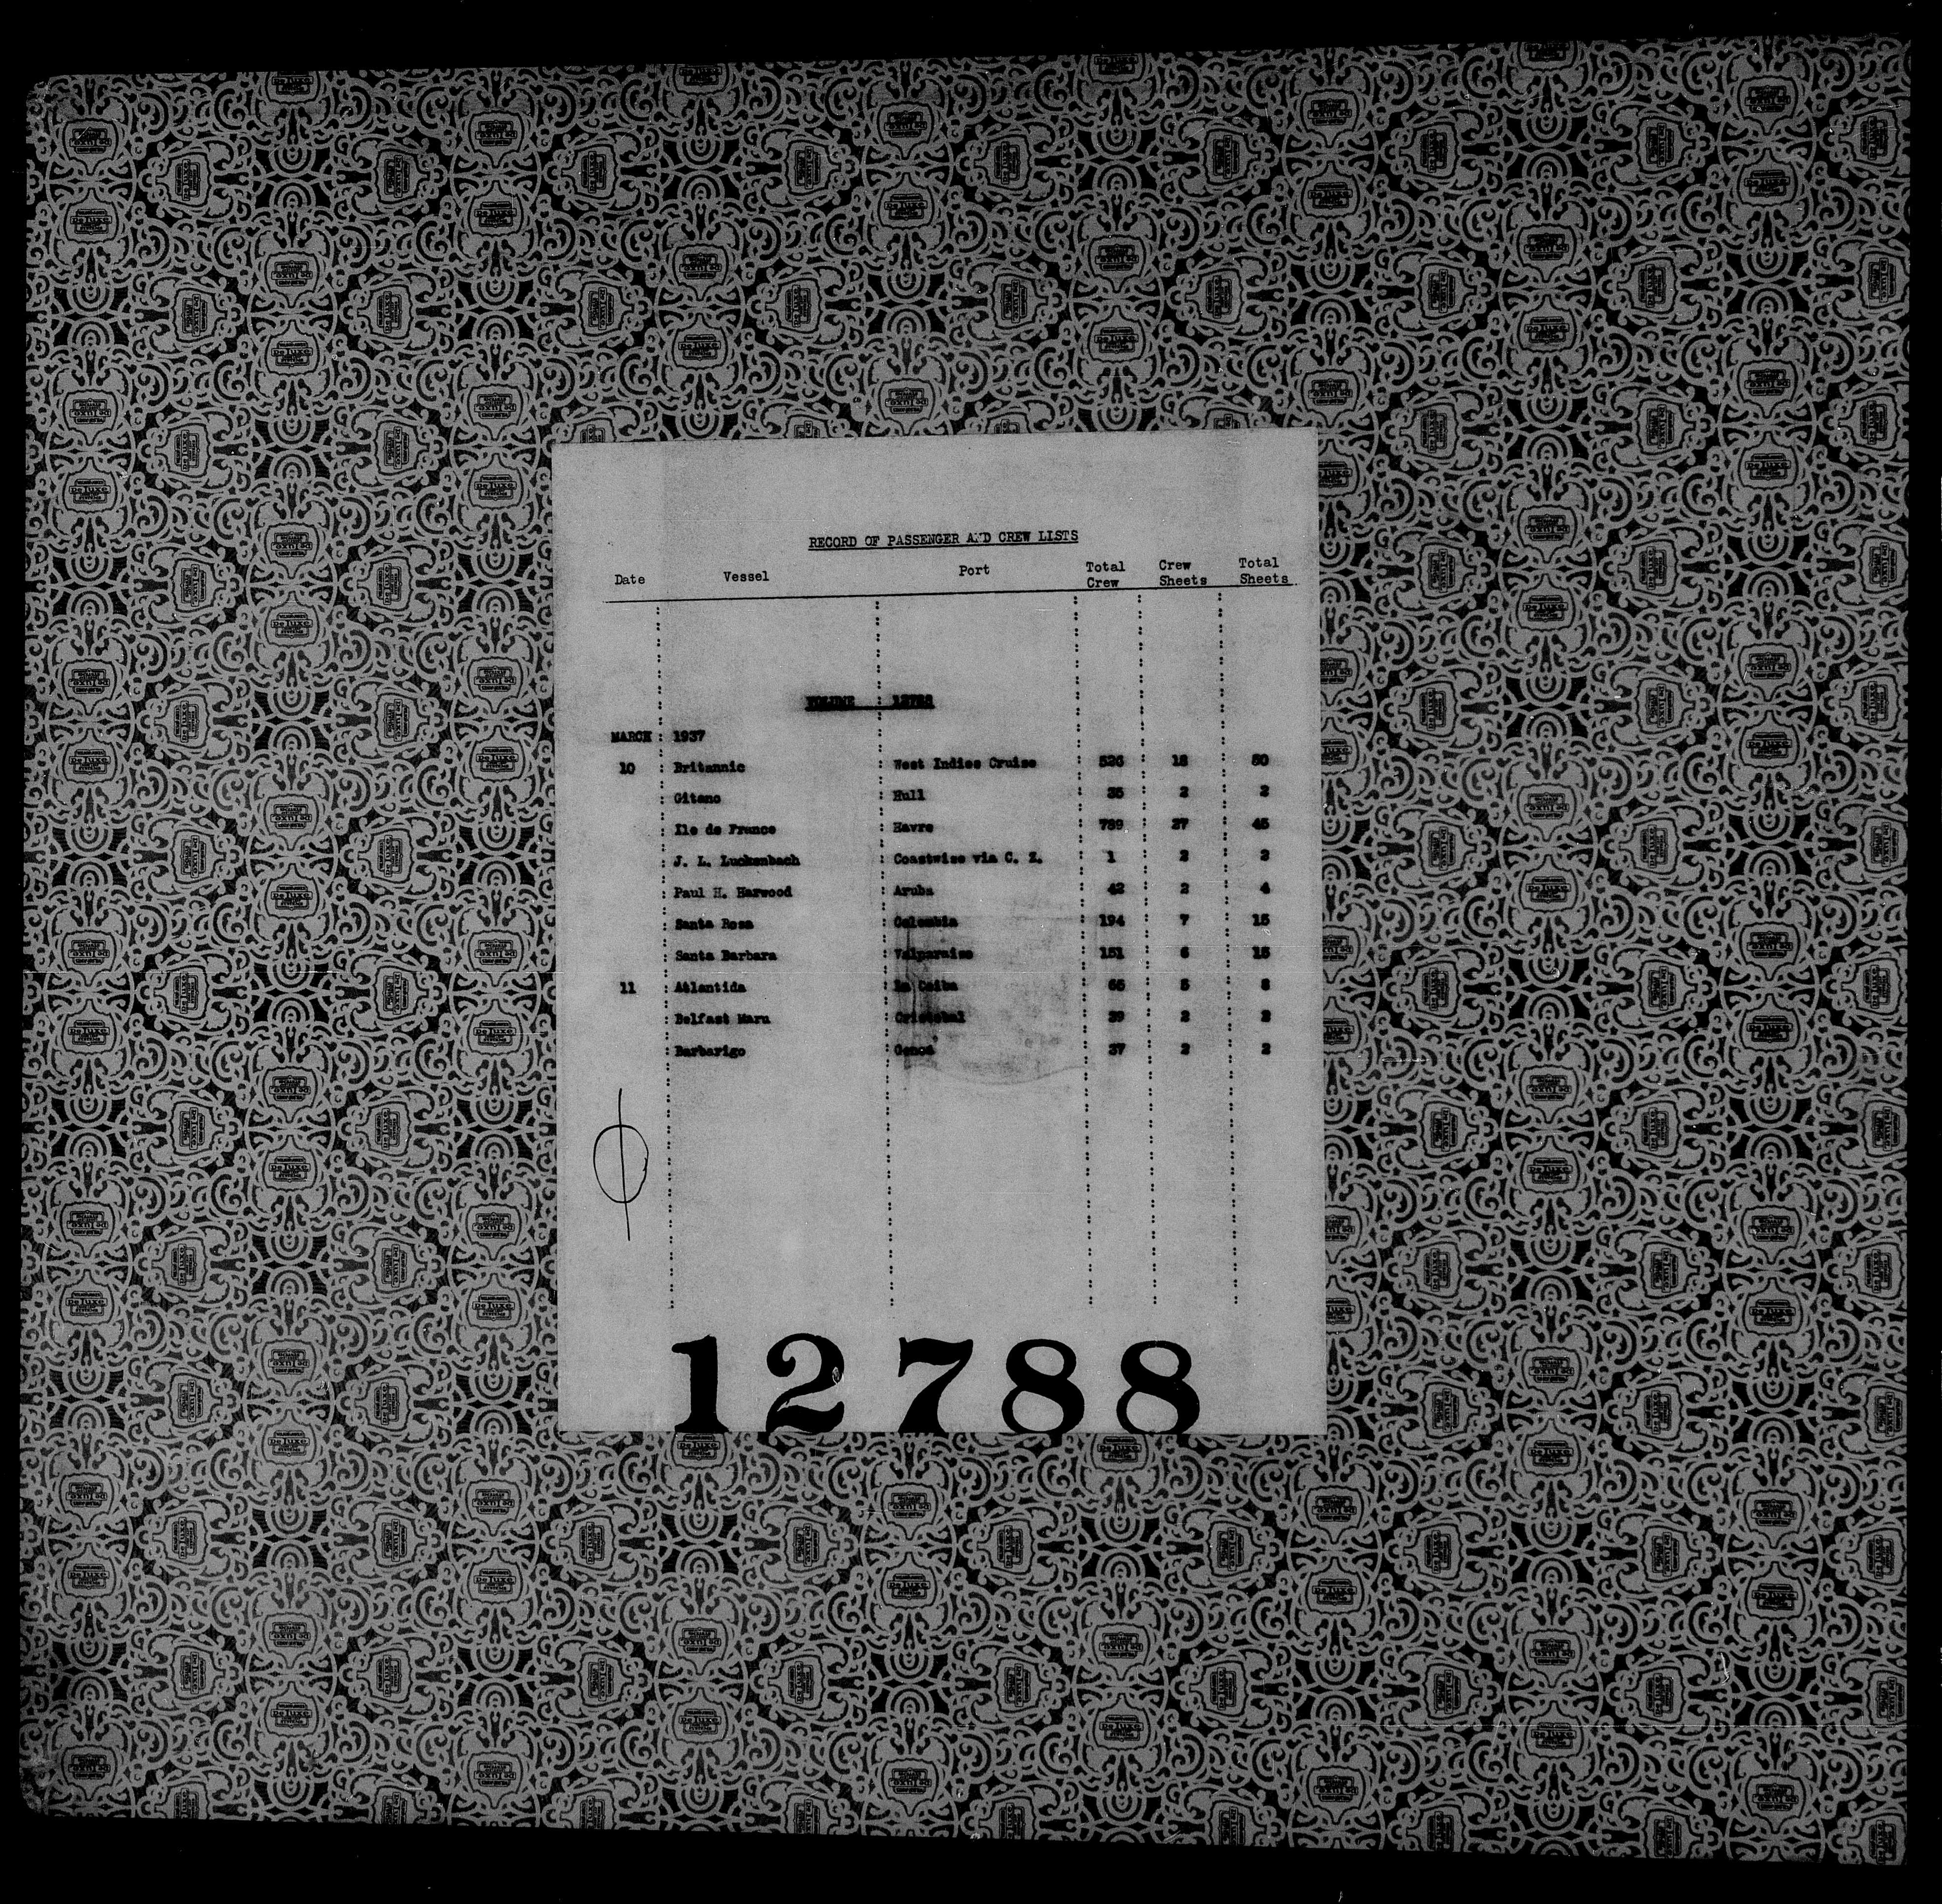 RECORD OF PASSENGER AND CREW LISTS
Date Vessel Port Total Crew Crew Sheets Total Sheets
VOLUME : 12788
MARCH : 1937
10 : Britannic : West Indies Cruise : 526 : 18 : 50
: Gitano : Hull : 35 : 2 : 2
: Ile de France : Havre : 789 : 27 : 45
: J. L. Luckenbach : Coastwise via C. Z. : 1 : 2 : 2
: Paul H. Harwood : Aruba : 42 : 2 : 4
: Santa Rosa : Colombia : 194 : 7 : 15
: Santa Barbara : Valparaiso : 151 : 6 : 15
11 : Atlantida : La Ceiba : 65 : 5 : 8
: Belfast Maru : Cristobal : 39 : 2 : 2
: Barbarigo : Genoa : 37 : 2 : 2
12788